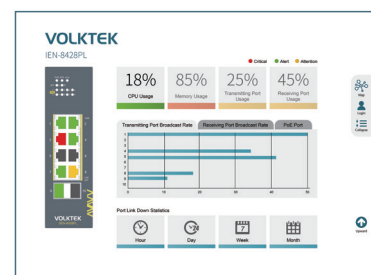 VOLKTEK
IEN-8428PL
Critical Alert Attention
18% 85% 25% 45%
CPU Usage Memory Usage Transmitting Port Usage Receiving Port Usage
Map
Login
Collapse
Transmitting Port Broadcast Rate Receiving Port Broadcast Rate PoE Port
1
2
3
4
5
6
7
8
9
10
0 10 20 30 40 50
VOLKTEK
Port Link Down Statistics
7
Hour Day Week Month
Upward